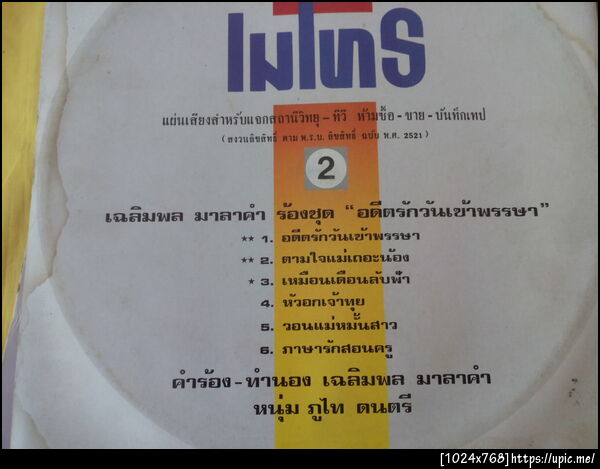 เมโทร
แผ่นเสียงสำหรับแจกสถานีวิทยุ - ทีวี ห้ามซื้อ - ขาย - บันทึกเทป
( สงวนลิขสิทธิ์ ตาม พ.ร.บ. ลิขสิทธิ์ ฉบับ พ.ศ. 2521 )
2
เฉลิมพล มาลาคำ ร้องชุด “อดีตรักวันเข้าพรรษา”
** 1. อดีตรักวันเข้าพรรษา
** 2. ตามใจแม่เถอะน้อง
* 3. เหมือนเดือนลับฟ้า
4. หัวอกเจ้าทุย
5. วอนแม่หม้ายสาว
6. ภาษารักสอนครู
คำร้อง - ทำนอง เฉลิมพล มาลาคำ
หนุ่ม ภูไท ดนตรี
[1024x768]https://upic.me/